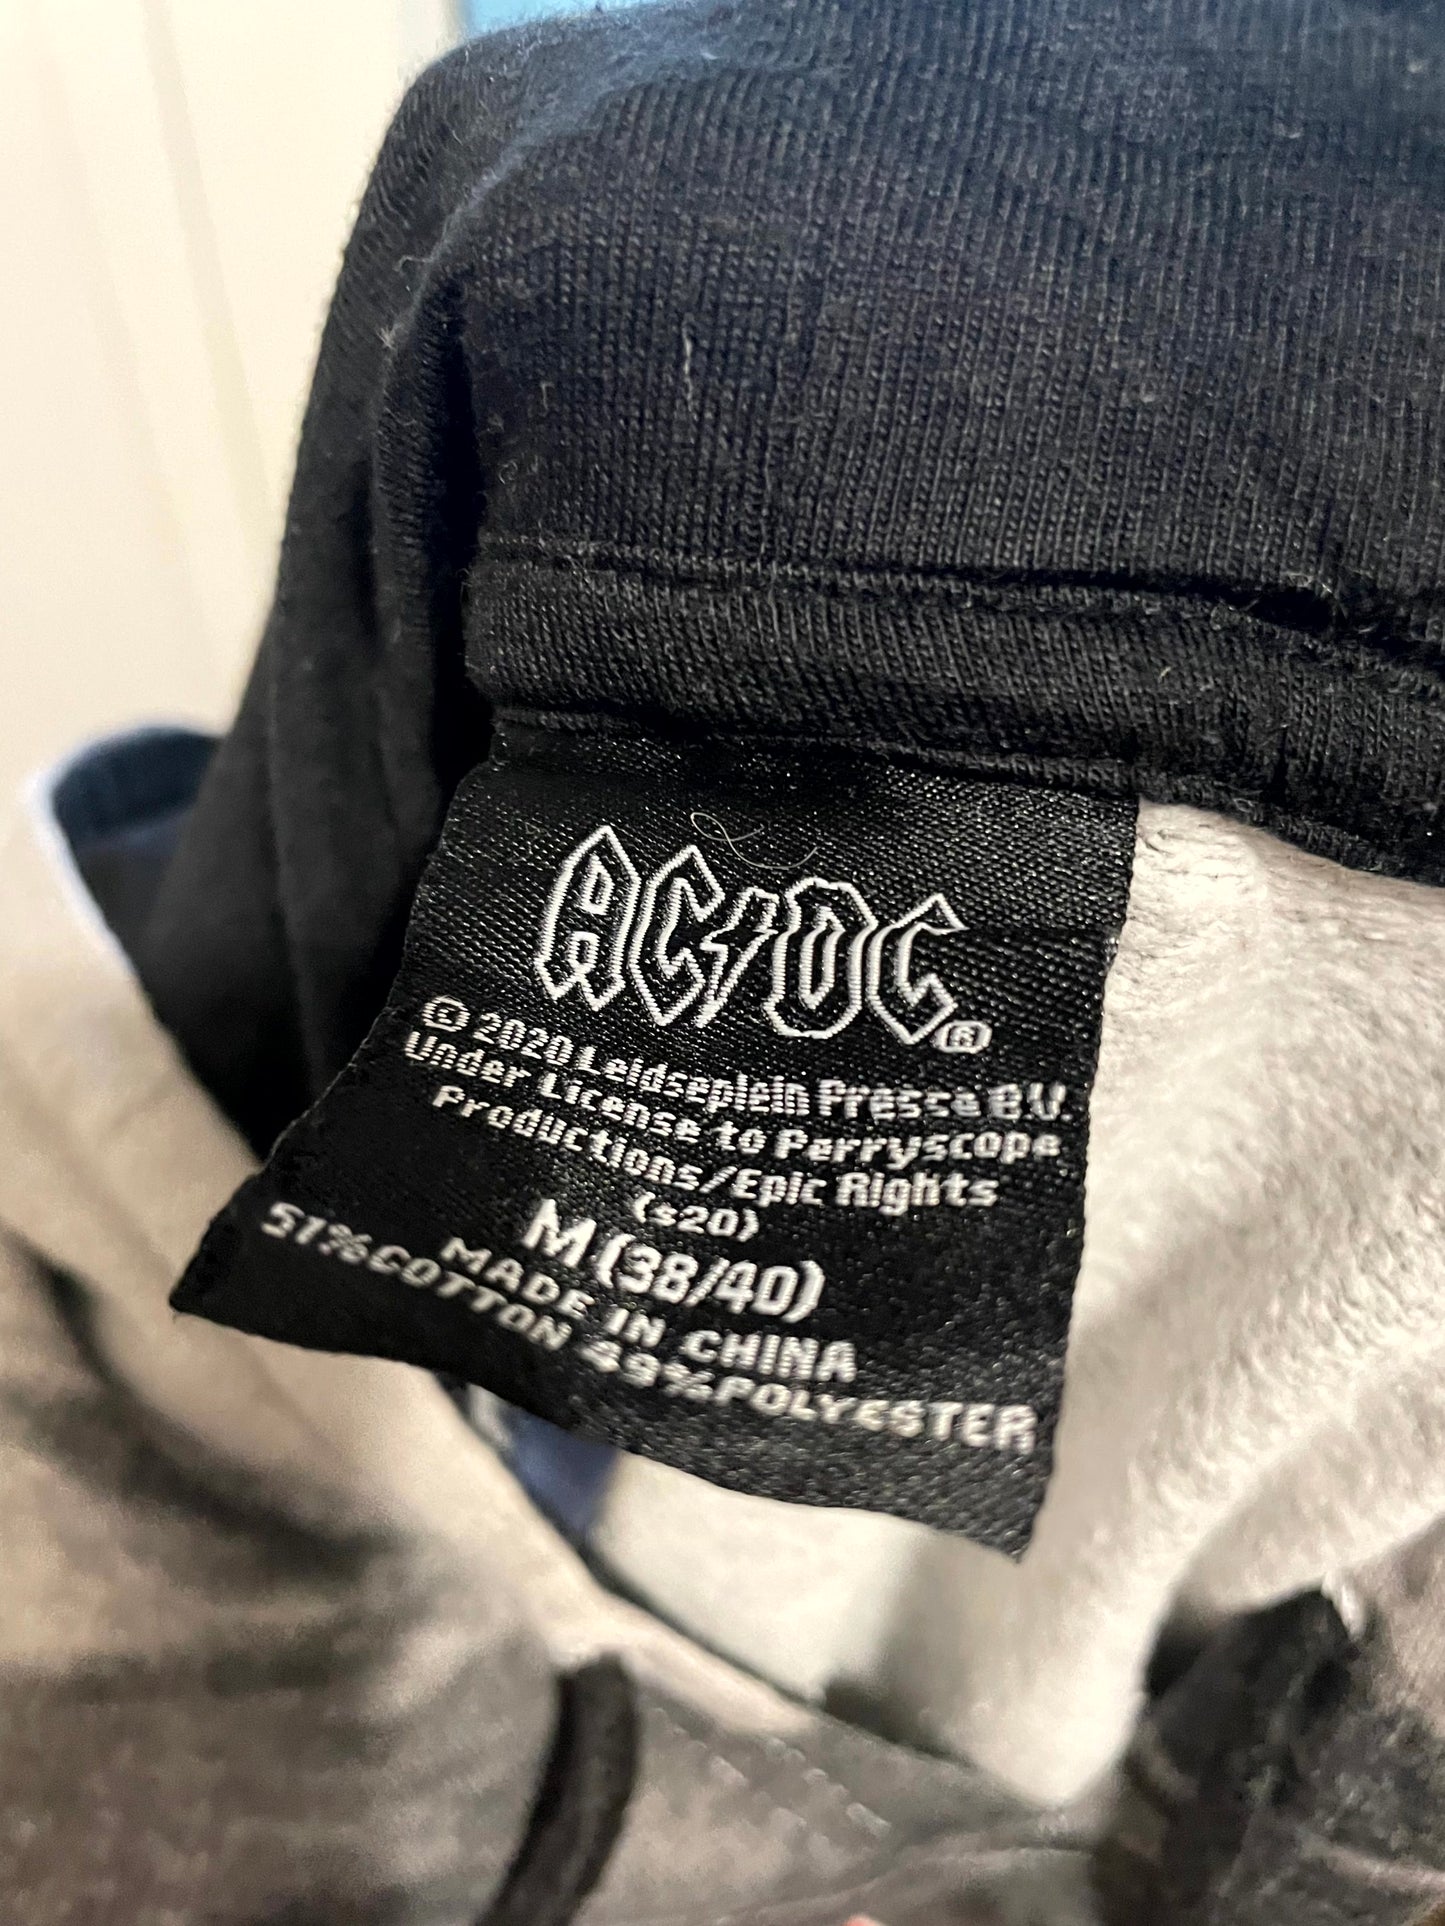 AC⚡DC®
© 2020 Leidseplein Presse B.V.
Under License to Perryscope
Productions/Epic Rights
(s20)
M (38/40)
MADE IN CHINA
51%COTTON 49%POLYESTER